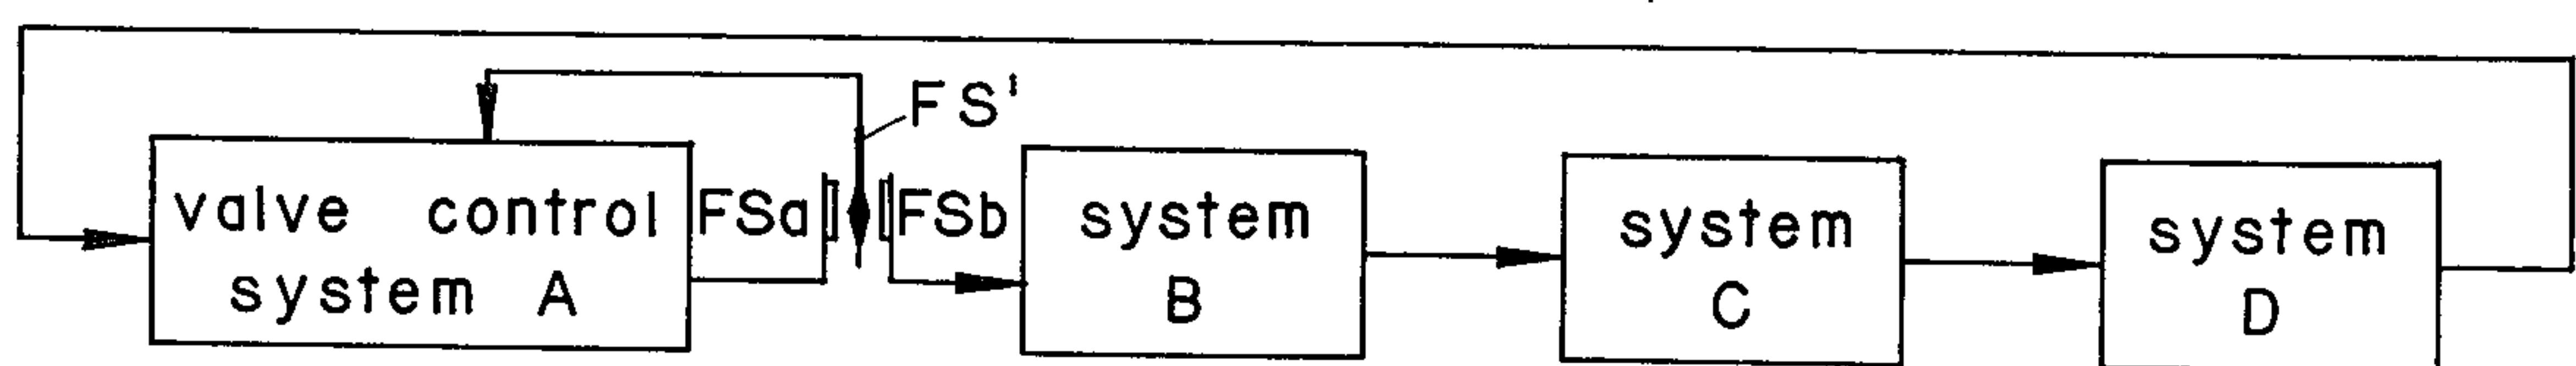 FS'
valve control
system A
FSa
FSb
system
B
system
C
system
D